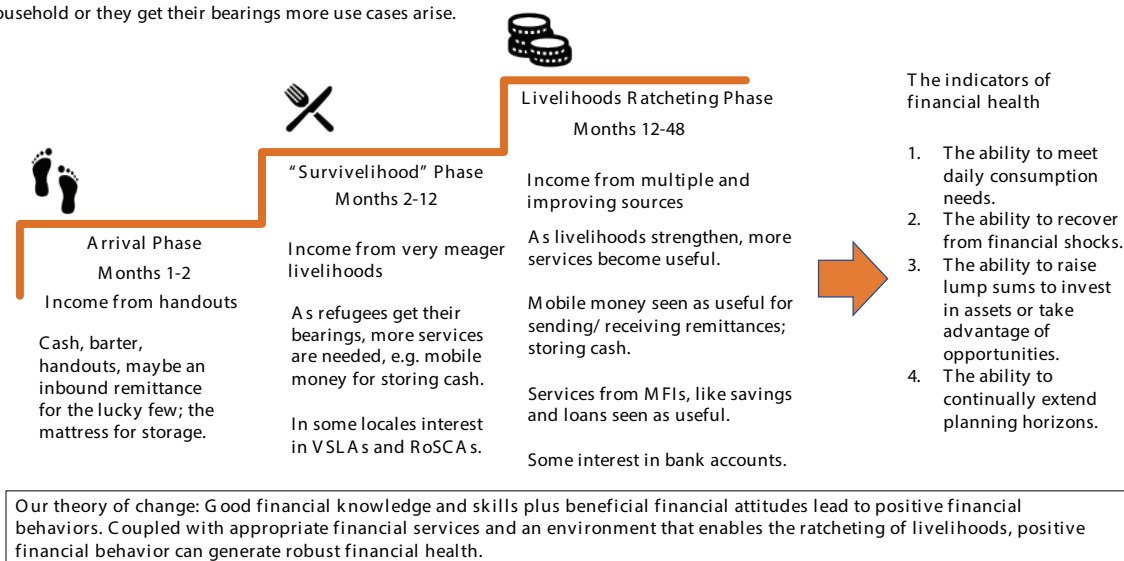 ousehold or they get their bearings more use cases arise.
Arrival Phase
Months 1-2
Income from handouts
Cash, barter,
handouts, maybe an
inbound remittance
for the lucky few; the
mattress for storage.
“Survivelihood” Phase
Months 2-12
Income from very meager
livelihoods
As refugees get their
bearings, more services
are needed, e.g. mobile
money for storing cash.
In some locales interest
in VSLAs and RoSCAs.
Livelihoods Ratcheting Phase
Months 12-48
Income from multiple and
improving sources
As livelihoods strengthen, more
services become useful.
Mobile money seen as useful for
sending/ receiving remittances;
storing cash.
Services from MFIs, like savings
and loans seen as useful.
Some interest in bank accounts.
The indicators of
financial health
1. The ability to meet
daily consumption
needs.
2. The ability to recover
from financial shocks.
3. The ability to raise
lump sums to invest
in assets or take
advantage of
opportunities.
4. The ability to
continually extend
planning horizons.
Our theory of change: Good financial knowledge and skills plus beneficial financial attitudes lead to positive financial
behaviors. Coupled with appropriate financial services and an environment that enables the ratcheting of livelihoods, positive
financial behavior can generate robust financial health.